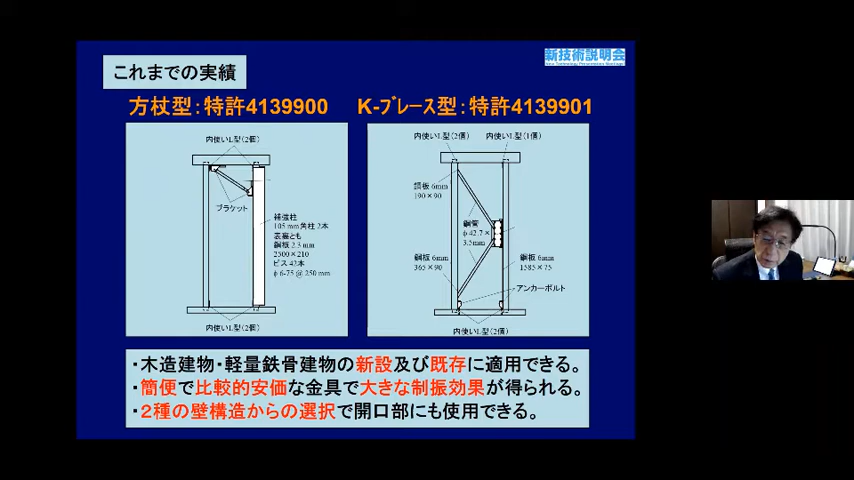 新技術説明会
New Technology Presentation Meetings!
これまでの実績
方杖型：特許4139900
K-ﾌﾞﾚｰｽ型：特許4139901
内使いL型(2個)
ブラケット
補強柱
105 mm角柱 2本
表裏とも
鋼板 2.3 mm
2500×210
ビス 42本
φ 6-75 @ 250 mm
内使いL型(2個)
内使いL型(2個)
内使いL型(1個)
鋼板 6mm
190×90
鋼管
φ 42.7×
3.5mm
鋼板 6mm
365×90
鋼板 6mm
1585×75
アンカーボルト
内使いL型(2個)
・木造建物・軽量鉄骨建物の新設及び既存に適用できる。
・簡便で比較的安価な金具で大きな制振効果が得られる。
・２種の壁構造からの選択で開口部にも使用できる。